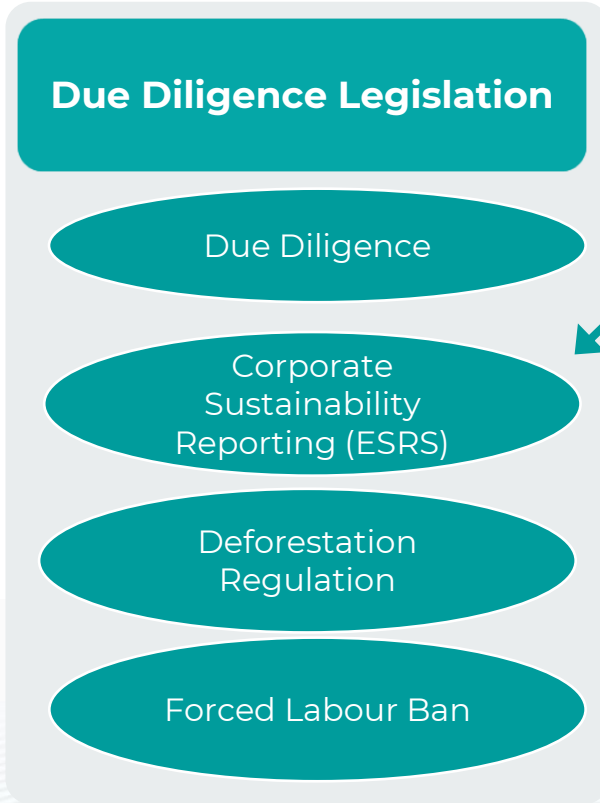 Due Diligence Legislation
Due Diligence
Corporate
Sustainability
Reporting (ESRS)
Deforestation
Regulation
Forced Labour Ban